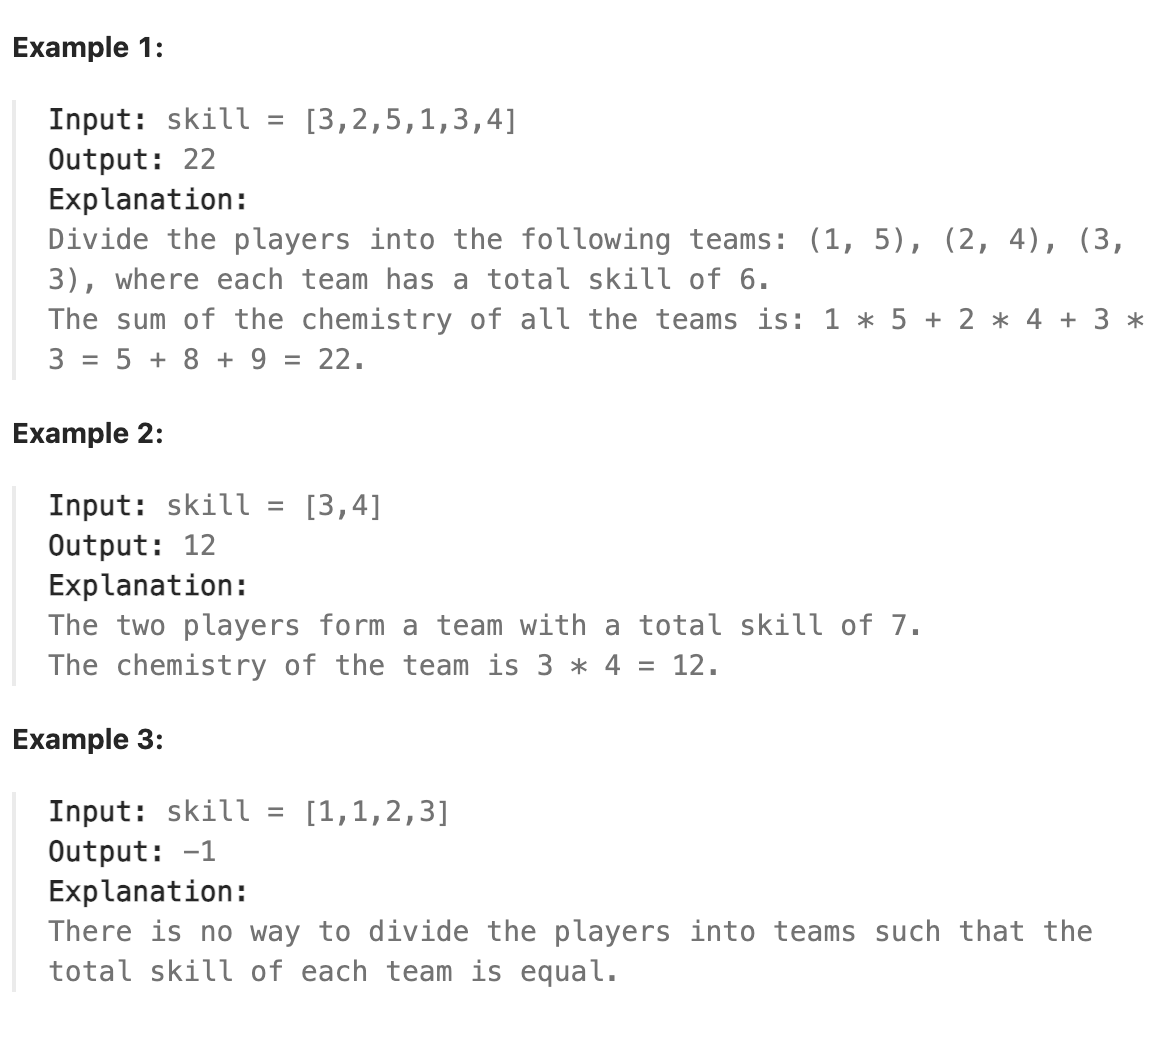 Example 1:
Input: skill = [3,2,5,1,3,4]
Output: 22
Explanation:
Divide the players into the following teams: (1, 5), (2, 4), (3,
3), where each team has a total skill of 6.
The sum of the chemistry of all the teams is: 1 * 5 + 2 * 4 + 3 *
3 = 5 + 8 + 9 = 22.
Example 2:
Input: skill = [3,4]
Output: 12
Explanation:
The two players form a team with a total skill of 7.
The chemistry of the team is 3 * 4 = 12.
Example 3:
Input: skill = [1,1,2,3]
Output: -1
Explanation:
There is no way to divide the players into teams such that the
total skill of each team is equal.